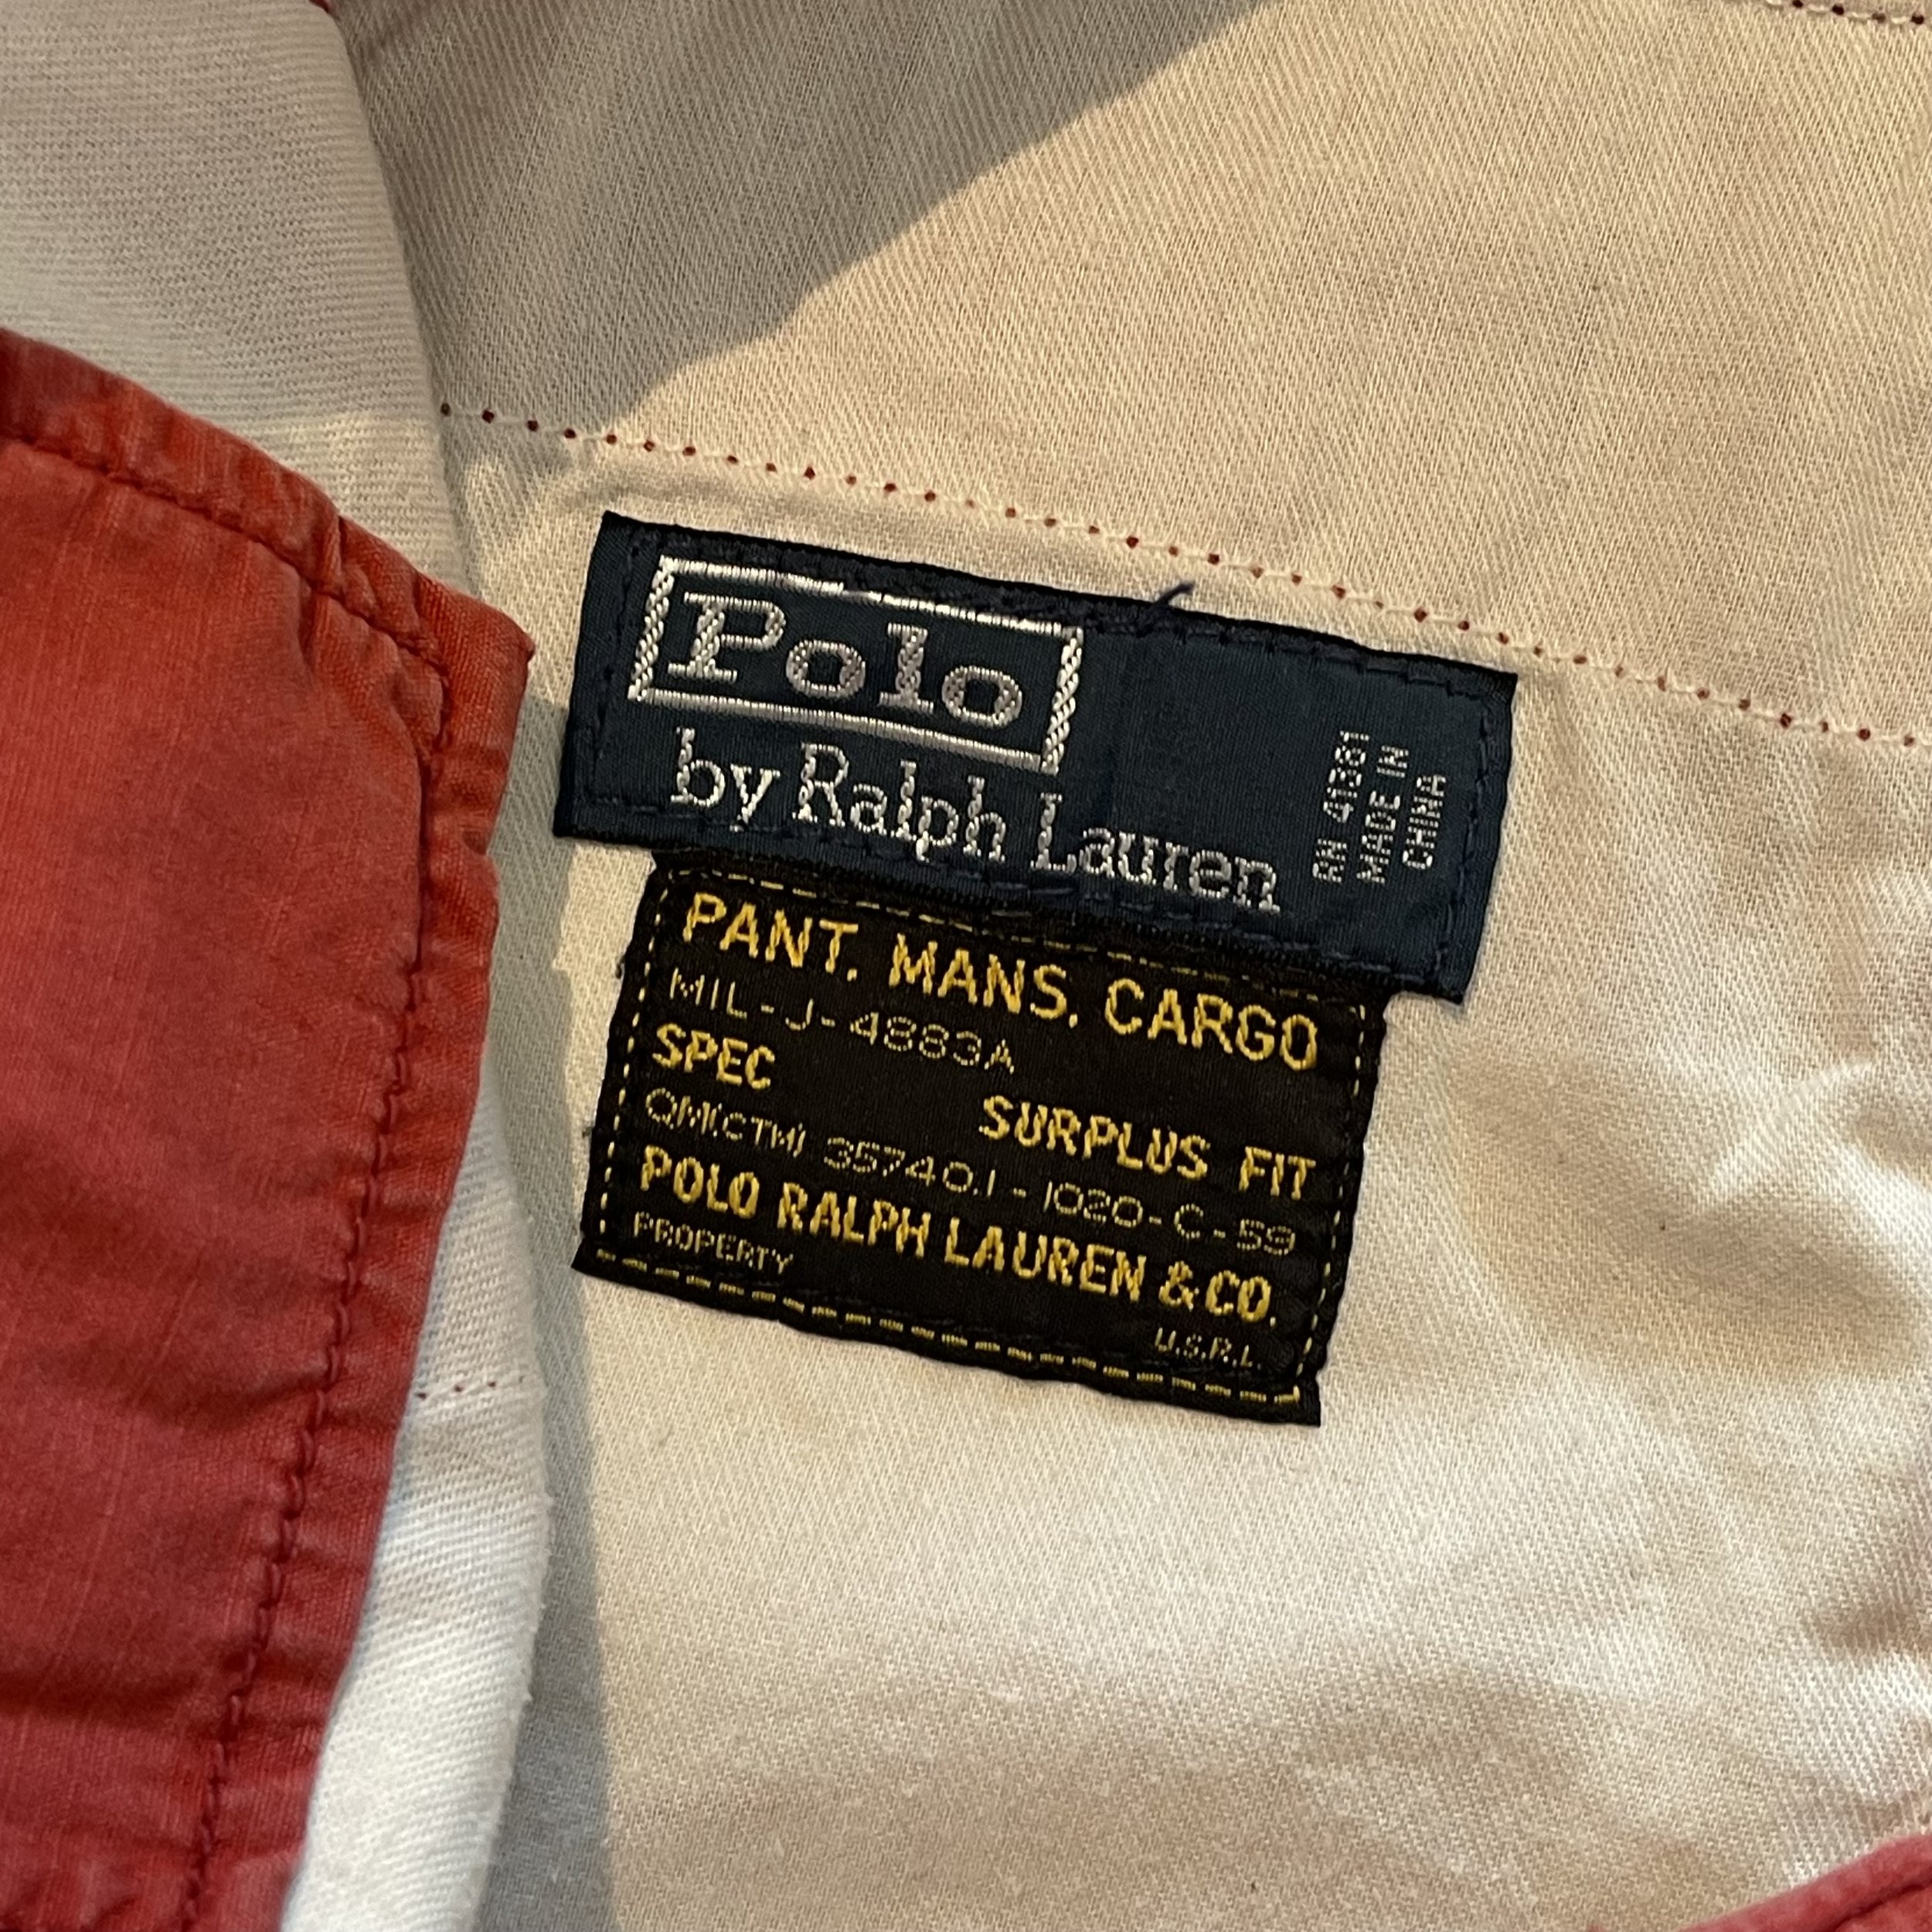 Polo
by Ralph Lauren
RN 41381
MADE IN
CHINA
PANT. MANS. CARGO
MIL-J-4883A
SPEC
SURPLUS FIT
QM(CTM) 35740.1-1020-C-59
POLO RALPH LAUREN & CO.
PROPERTY
U.S.R.L.